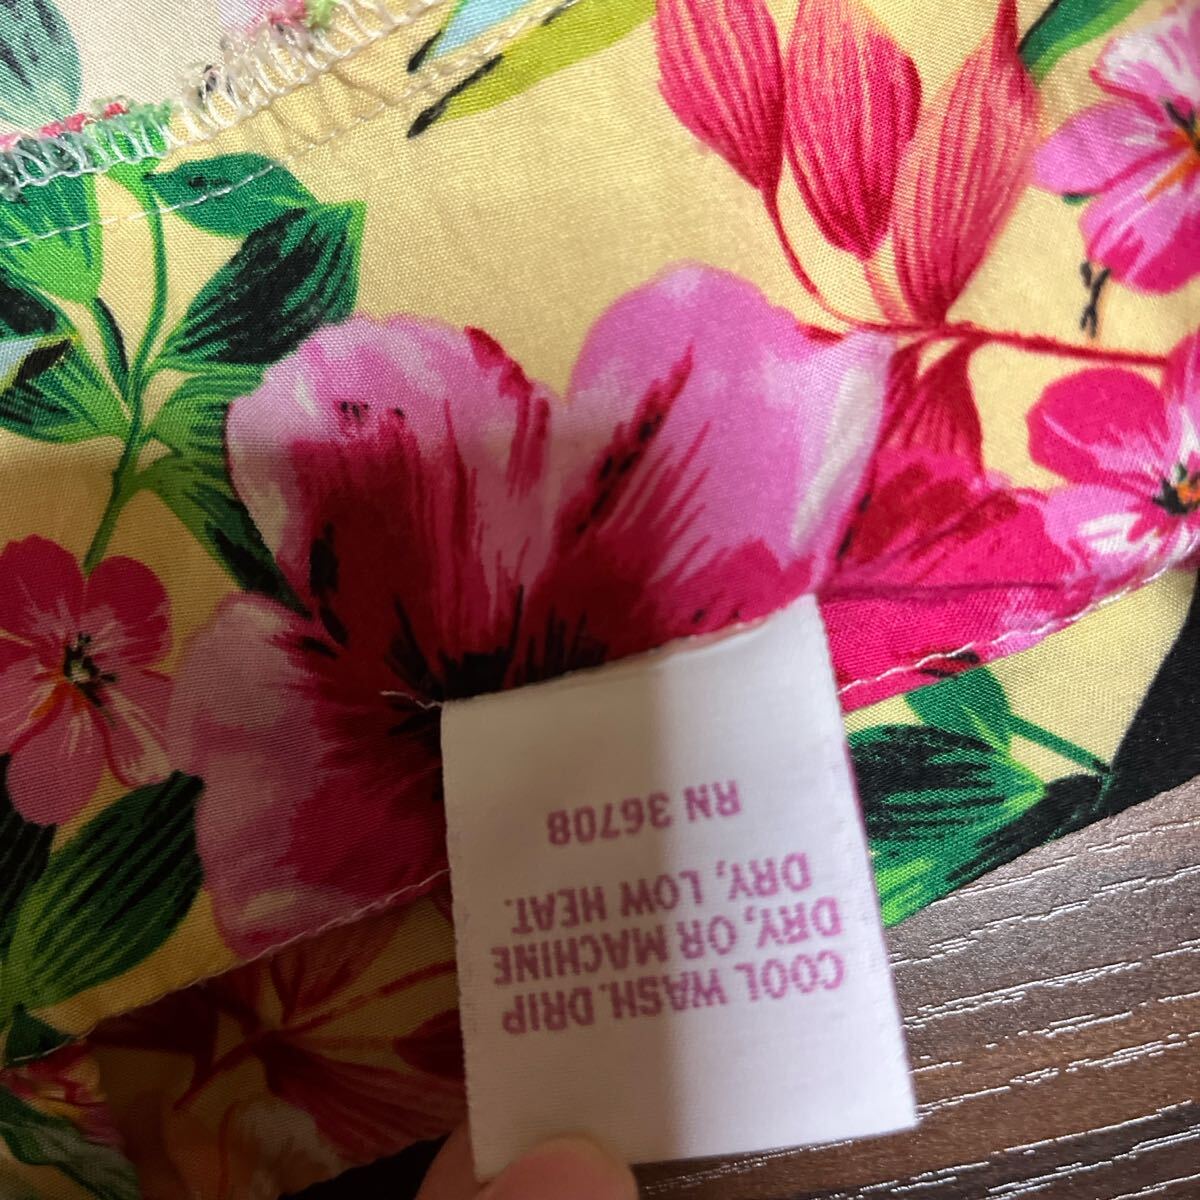 COOL WASH. DRIP
DRY, OR MACHINE
DRY, LOW HEAT.
RN 36708